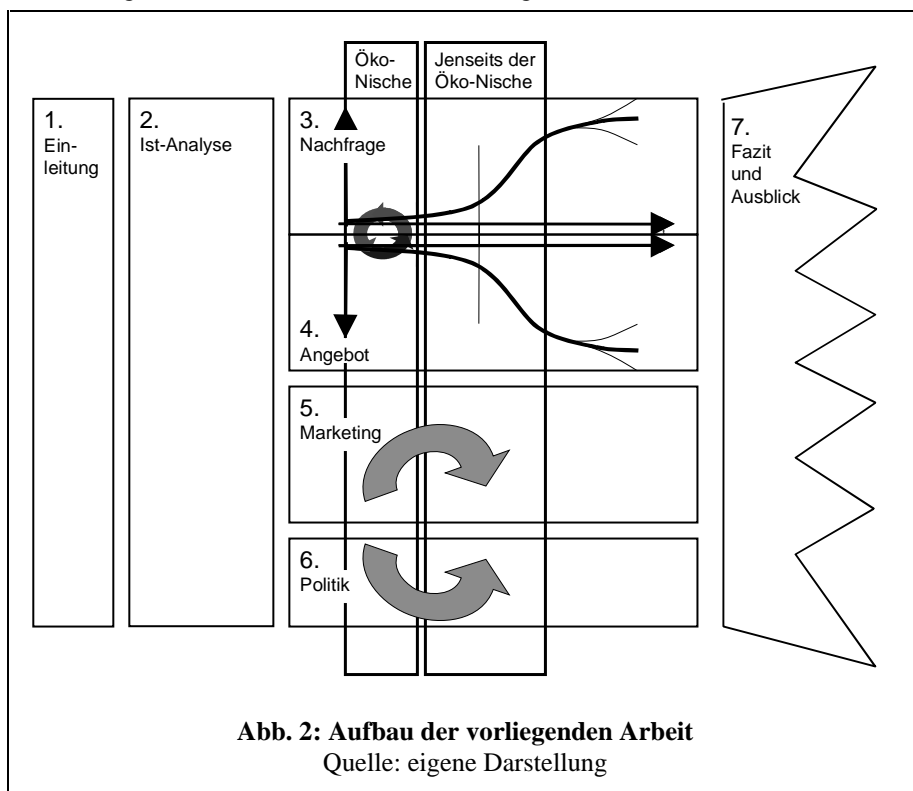 Öko-
Nische
Jenseits der
Öko-Nische
1.
Ein-
leitung
2.
Ist-Analyse
3.
Nachfrage
4.
Angebot
5.
Marketing
6.
Politik
7.
Fazit
und
Ausblick
Abb. 2: Aufbau der vorliegenden Arbeit
Quelle: eigene Darstellung